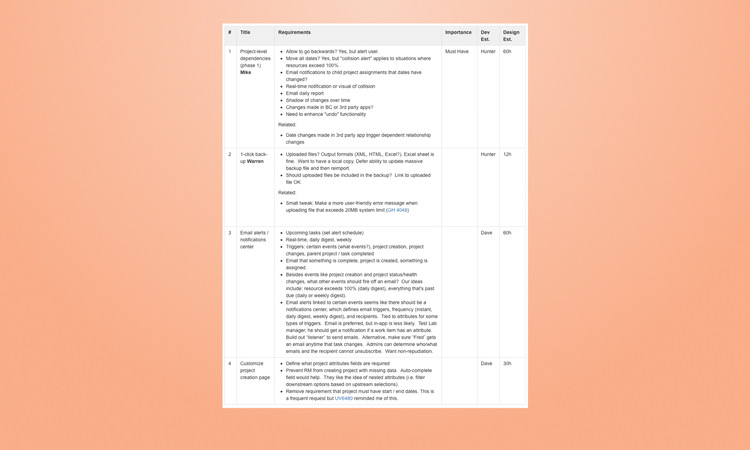 # Title Requirements Importance Dev Est. Design Est.
1
Project-level
dependencies
(phase 1)
Mike
Allow to go backwards? Yes, but alert user.
Move all dates? Yes, but "collision alert" applies to situations where
resources exceed 100%.
Email notifications to child project assignments that dates have
changed?
Real-time notification or visual of collision
Email daily report
Shadow of changes over time
Changes made in BC or 3rd party apps?
Need to enhance "undo" functionality
Related:
Date changes made in 3rd party app trigger dependent relationship
changes
Must Have
Hunter
60h
2
1-click back-
up Warren
Uploaded files? Output formats (XML, HTML, Excel?). Excel sheet is
fine. Want to have a local copy. Defer ability to update massive
backup file and then reimport.
Should uploaded files be included in the backup? Link to uploaded
file OK
Related:
Small tweak: Make a more user-friendly error message when
uploading file that exceeds 20MB system limit (GH 4048)
Hunter
12h
3
Email alerts /
notifications
center
Upcoming tasks (set alert schedule)
Real-time, daily digest, weekly
Triggers: certain events (what events?), project creation, project
changes, parent project / task completed
Email that something is complete, project is created, something is
assigned
Besides events like project creation and project status/health
changes, what other events should fire off an email? Our ideas
include: resource exceeds 100% (daily digest), everything that's past
due (daily or weekly digest).
Email alerts linked to certain events seems like there should be a
notifications center, which defines email triggers, frequency (instant,
daily digest, weekly digest), and recipients. Tied to attributes for some
types of triggers. Email is preferred, but in-app is less likely. Test Lab
manager, he should get a notification if a work item has an attribute.
Build out "listener" to send emails. Alternative, make sure "Fred" gets
an email anytime that task changes. Admins can determine who/what
emails and the recipient cannot unsubscribe. Want non-repudiation.
Dave
60h
4
Customize
project
creation page
Define what project attributes fields are required
Prevent RM from creating project with missing data. Auto-complete
field would help. They like the idea of nested attributes (i.e. filter
downstream options based on upstream selections).
Remove requirement that project must have start / end dates. This is
a frequent request but UV6480 reminded me of this.
Dave
30h